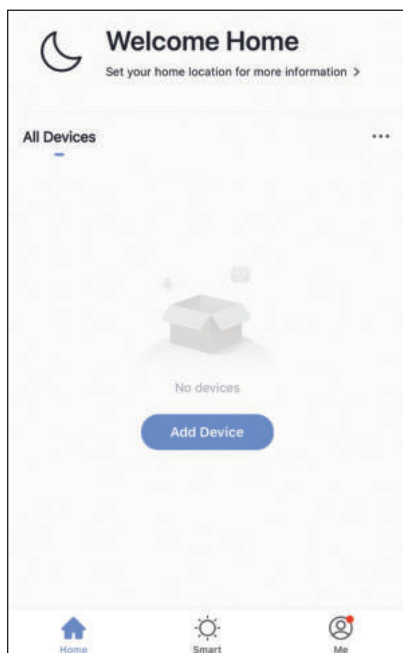 Welcome Home
Set your home location for more information >
All Devices
...
No devices
Add Device
Home
Smart
Me